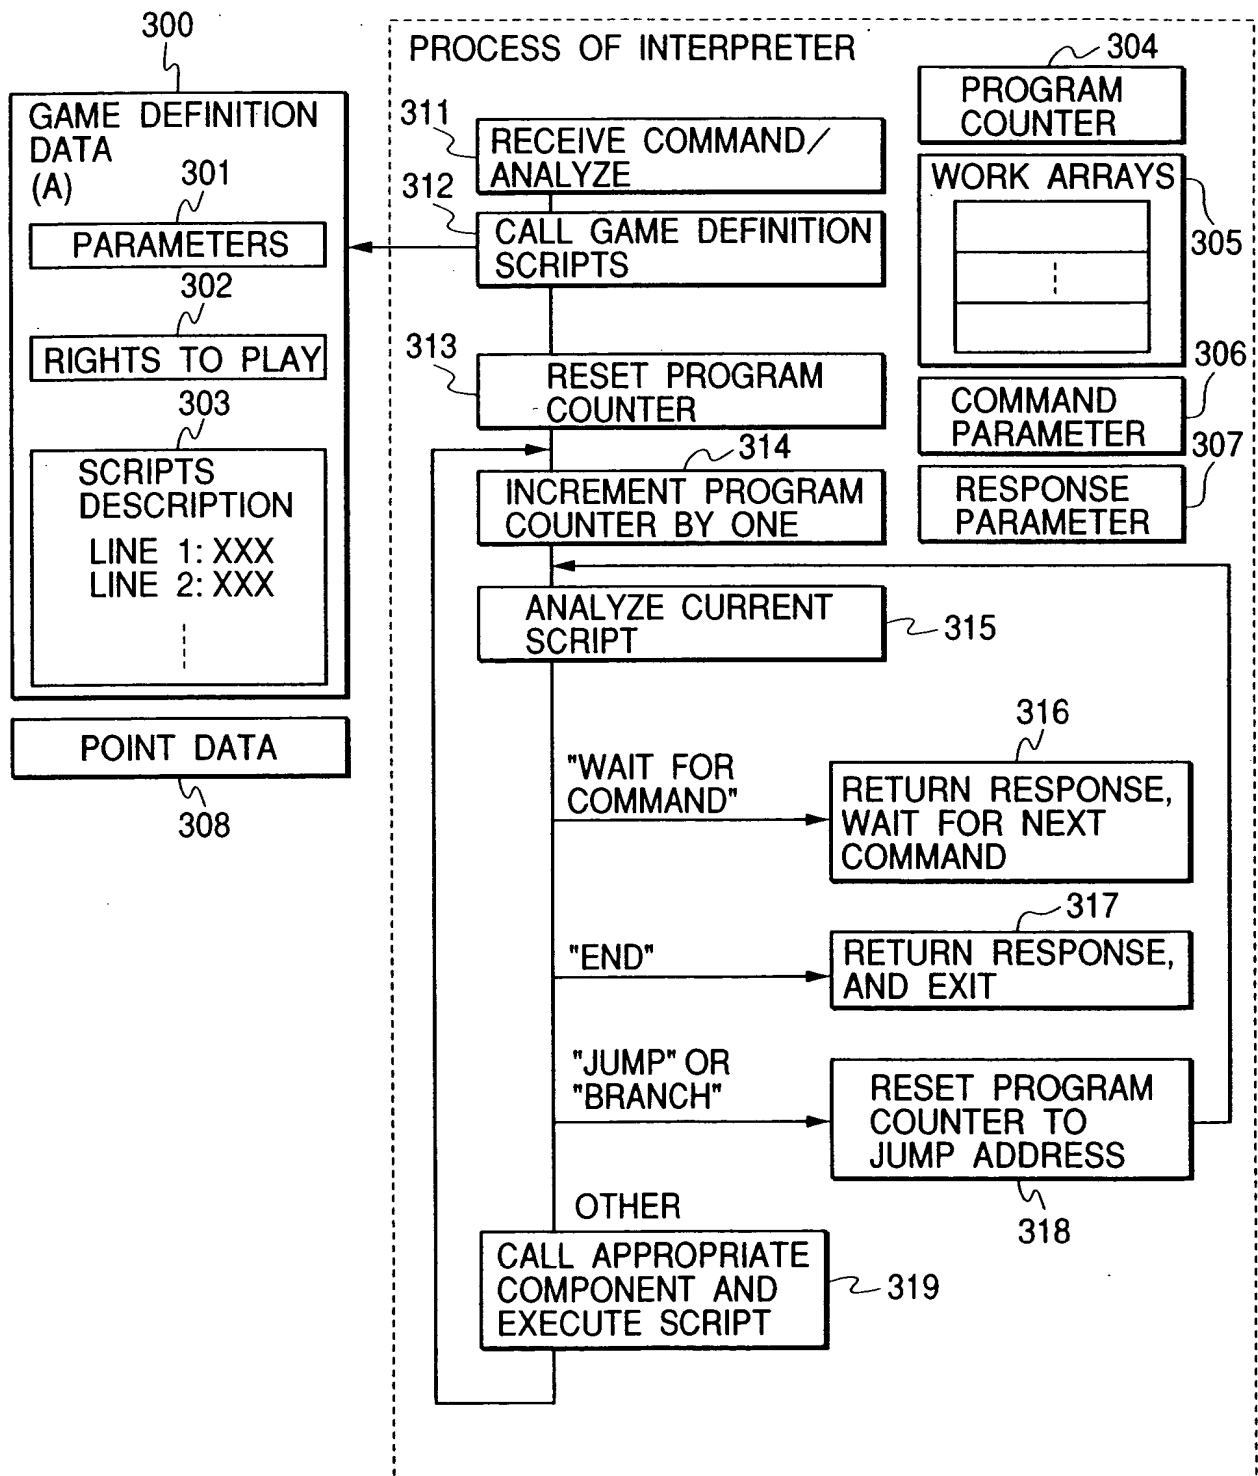 300
GAME DEFINITION
DATA
(A)
301
PARAMETERS
302
RIGHTS TO PLAY
303
SCRIPTS
DESCRIPTION
LINE 1: XXX
LINE 2: XXX
POINT DATA
308
PROCESS OF INTERPRETER
311
RECEIVE COMMAND/
ANALYZE
312
CALL GAME DEFINITION
SCRIPTS
313
RESET PROGRAM
COUNTER
314
INCREMENT PROGRAM
COUNTER BY ONE
ANALYZE CURRENT
SCRIPT
315
304
PROGRAM
COUNTER
WORK ARRAYS
305
306
COMMAND
PARAMETER
307
RESPONSE
PARAMETER
"WAIT FOR
COMMAND"
316
RETURN RESPONSE,
WAIT FOR NEXT
COMMAND
"END"
317
RETURN RESPONSE,
AND EXIT
"JUMP" OR
"BRANCH"
RESET PROGRAM
COUNTER TO
JUMP ADDRESS
318
OTHER
CALL APPROPRIATE
COMPONENT AND
EXECUTE SCRIPT
319